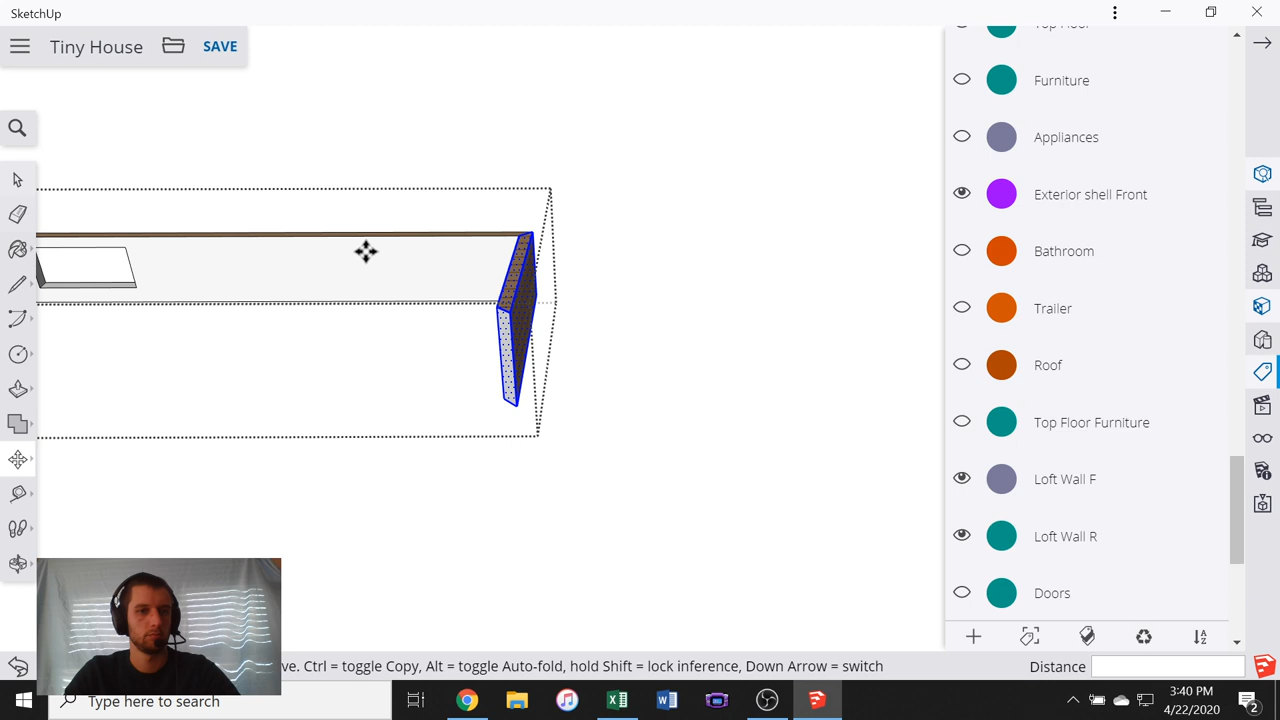 SketchUp
Tiny House
SAVE
Furniture
Appliances
Exterior shell Front
Bathroom
Trailer
Roof
Top Floor Furniture
Loft Wall F
Loft Wall R
Doors
Ctrl = toggle Copy, Alt = toggle Auto-fold, hold Shift = lock inference, Down Arrow = switch
Distance
Type here to search
3:40 PM
4/22/2020
2